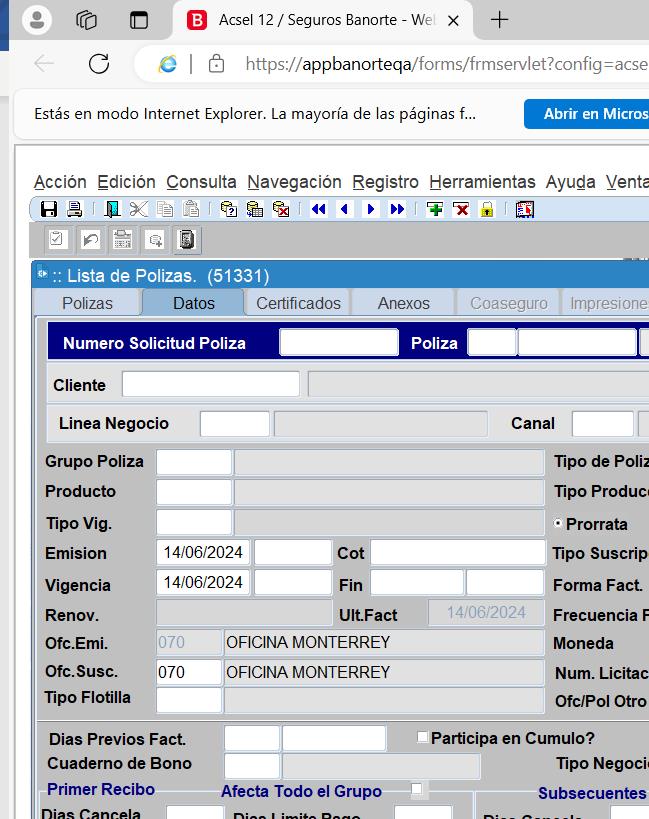 Acsel 12 / Seguros Banorte - Wel
https://appbanorteqa/forms/frmservlet?config=acse
Estás en modo Internet Explorer. La mayoría de las páginas f...
Abrir en Micros
Acción Edición Consulta Navegación Registro Herramientas Ayuda Venta
:: Lista de Polizas. (51331)
Polizas Datos Certificados Anexos Coaseguro Impresione
Numero Solicitud Poliza Poliza
Cliente
Linea Negocio Canal
Grupo Poliza Tipo de Poliz
Producto Tipo Produc
Tipo Vig. Prorrata
Emision 14/06/2024 Cot Tipo Suscrip
Vigencia 14/06/2024 Fin Forma Fact.
Renov. Ult.Fact 14/06/2024 Frecuencia F
Ofc.Emi. 070 OFICINA MONTERREY Moneda
Ofc.Susc. 070 OFICINA MONTERREY Num. Licitac
Tipo Flotilla Ofc/Pol Otro
Dias Previos Fact. Participa en Cumulo?
Cuaderno de Bono Tipo Negoci
Primer Recibo Afecta Todo el Grupo Subsecuentes
Dias Cancela Dias Limite Pago Dias Cancela